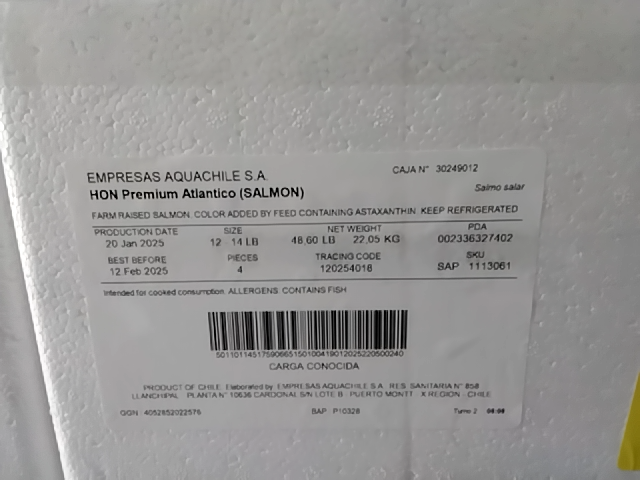 EMPRESAS AQUACHILE S.A.
CAJA N° 30249012
HON Premium Atlantico (SALMON)
Salmo salar
FARM RAISED SALMON. COLOR ADDED BY FEED CONTAINING ASTAXANTHIN. KEEP REFRIGERATED
PRODUCTION DATE SIZE NET WEIGHT PDA
20 Jan 2025 12 - 14 LB 48,60 LB 22,05 KG 002336327402
BEST BEFORE PIECES TRACING CODE SKU
12.Feb 2025 4 120254018 SAP 1113061
Intended for cooked consumption. ALLERGENS: CONTAINS FISH
CARGA CONOCIDA
PRODUCT OF CHILE. Elaborated by: EMPRESAS AQUACHILE S.A. RES. SANITARIA N° 858
PLANTA N° 10636 CARDONAL S/N LOTE B - PUERTO MONTT - X REGION - CHILE
GGN: 4052852022576 BAP: P10328 Turno 2